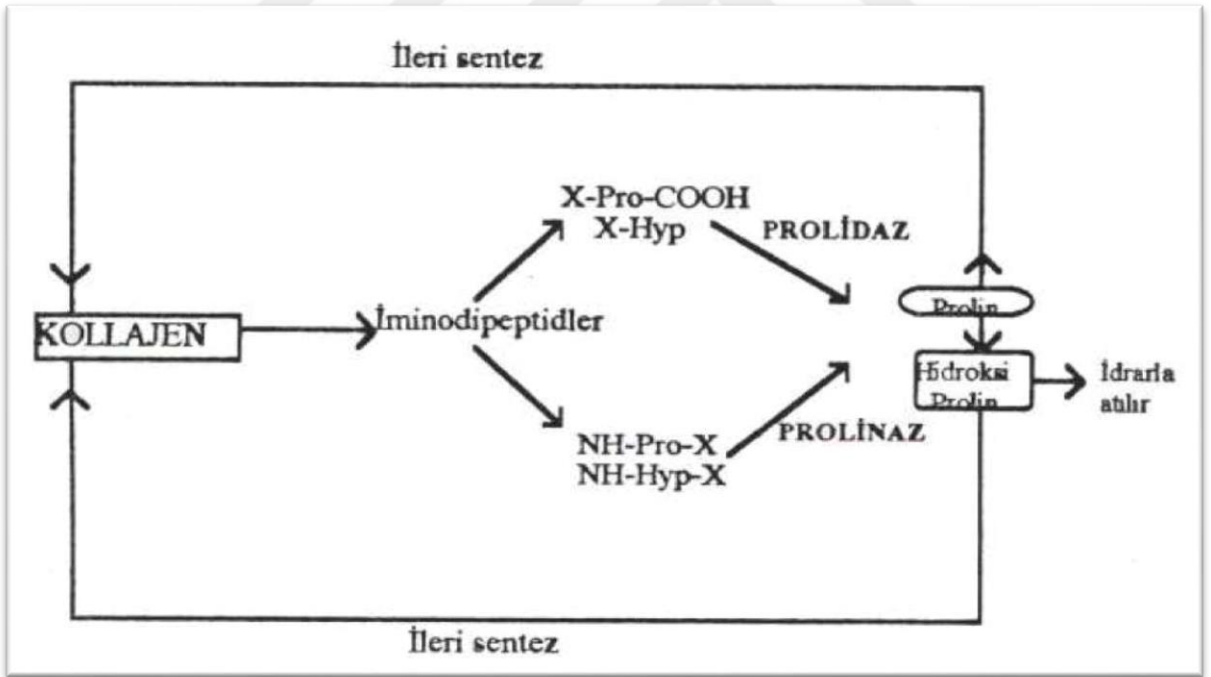 İleri sentez
X-Pro-COOH
X-Hyp
PROLİDAZ
Prolin
KOLLAJEN
İminodipeptidler
Hidroksi
Prolin
İdrarla
atılır
NH-Pro-X
NH-Hyp-X
PROLİNAZ
İleri sentez